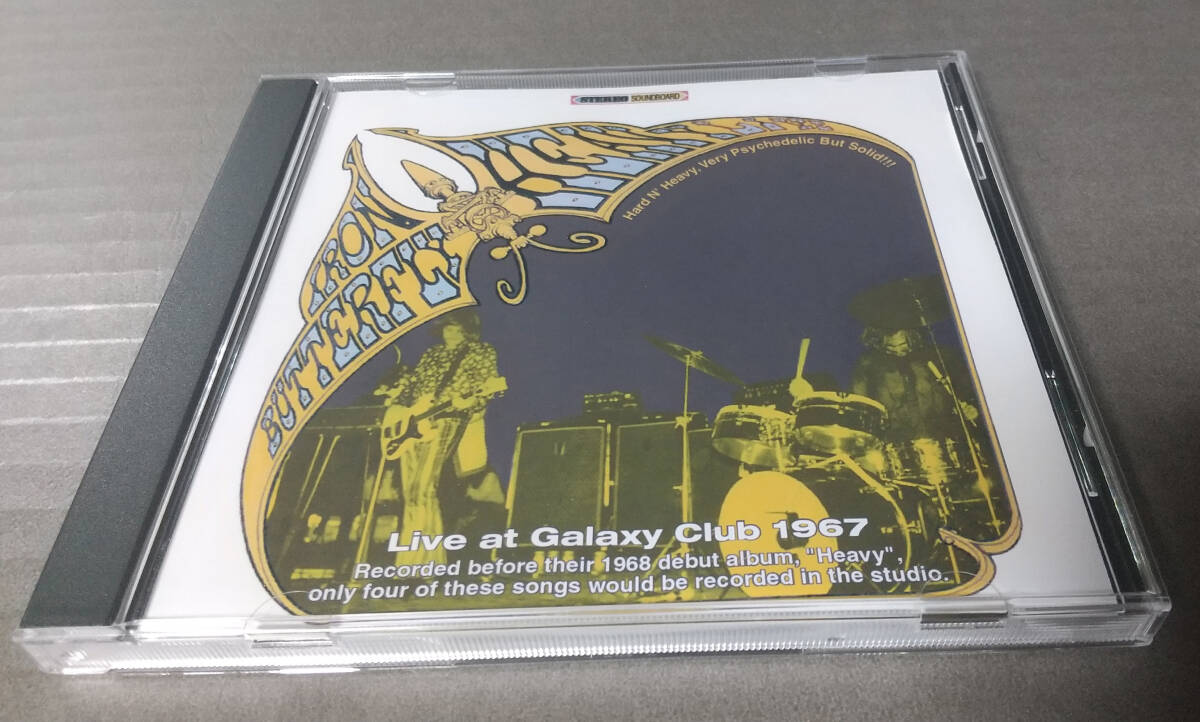 STEREO SOUNDBOARD
IRON
BUTTERFLY
Hard N' Heavy, Very Psychedelic But Solid!!!
Live at Galaxy Club 1967
Recorded before their 1968 debut album, "Heavy",
only four of these songs would be recorded in the studio.